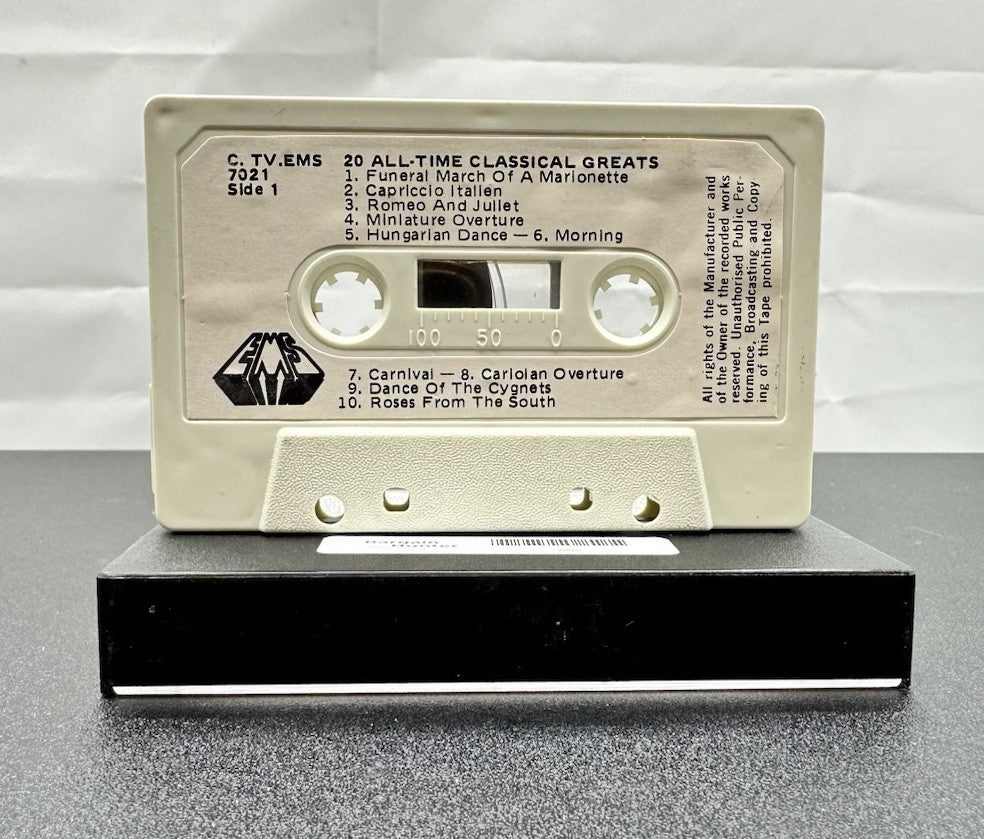 C. TV.EMS 20 ALL-TIME CLASSICAL GREATS
7021 1. Funeral March Of A Marionette
Side 1 2. Capriccio Italien
3. Romeo And Juliet
4. Miniature Overture
5. Hungarian Dance — 6. Morning
100 50 0
EMS
7. Carnival — 8. Carioian Overture
9. Dance Of The Cygnets
10. Roses From The South
All rights of the Manufacturer and
of the Owner of the recorded works
reserved. Unauthorised Public Per-
formance, Broadcasting and Copy
ing of this Tape prohibited.
Bargain
Hunter